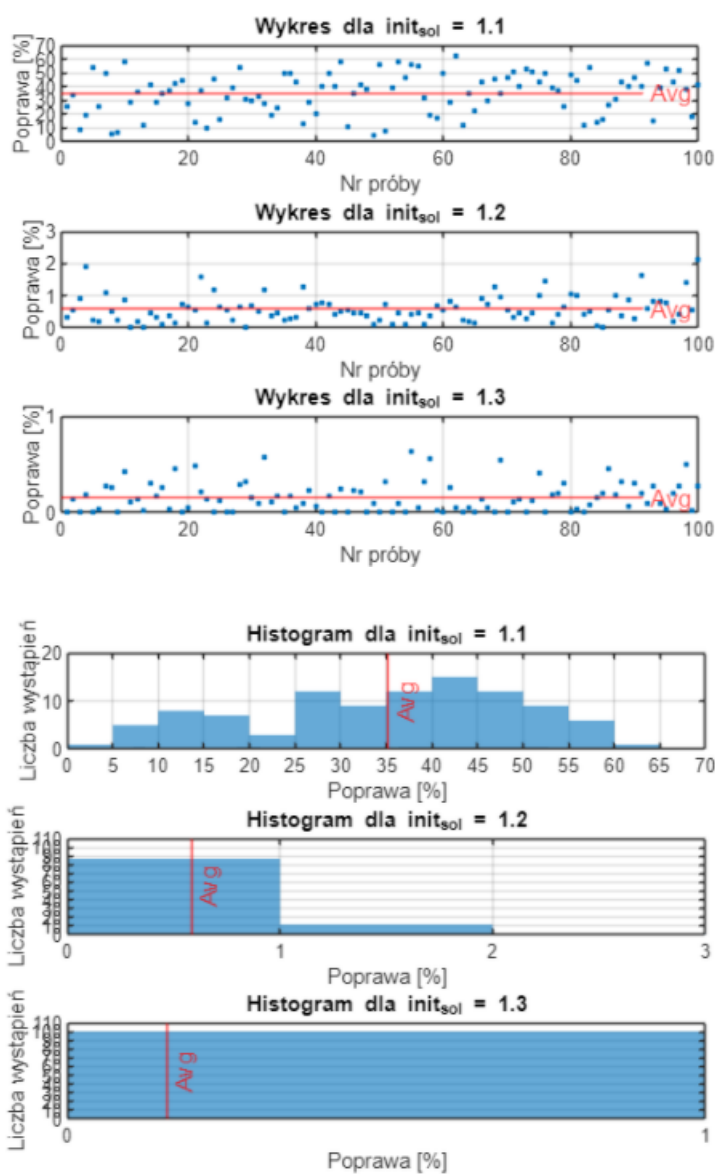 Wykres dla init_sol = 1.1
Poprawa [%]
70
60
50
40
30
20
10
0
Avg
0 20 40 60 80 100
Nr próby
Wykres dla init_sol = 1.2
Poprawa [%]
3
2
1
0
Avg
0 20 40 60 80 100
Nr próby
Wykres dla init_sol = 1.3
Poprawa [%]
1
0
Avg
0 20 40 60 80 100
Nr próby
Histogram dla init_sol = 1.1
Liczba wystąpień
20
10
0
Avg
0 5 10 15 20 25 30 35 40 45 50 55 60 65 70
Poprawa [%]
Histogram dla init_sol = 1.2
Liczba wystąpień
110
0
Avg
0 1 2 3
Poprawa [%]
Histogram dla init_sol = 1.3
Liczba wystąpień
110
0
Avg
0 1
Poprawa [%]